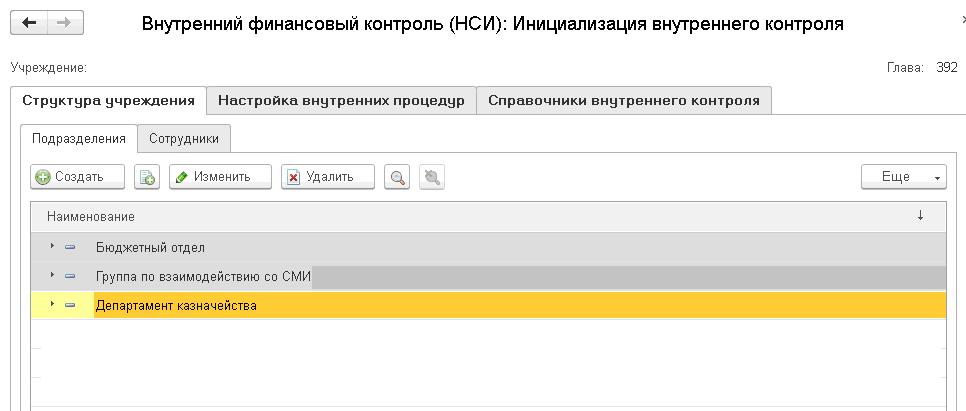 Внутренний финансовый контроль (НСИ): Инициализация внутреннего контроля
Учреждение: Глава: 392
Структура учреждения Настройка внутренних процедур Справочники внутреннего контроля
Подразделения Сотрудники
Создать Изменить Удалить Еще
Наименование
Бюджетный отдел
Группа по взаимодействию со СМИ
Департамент казначейства